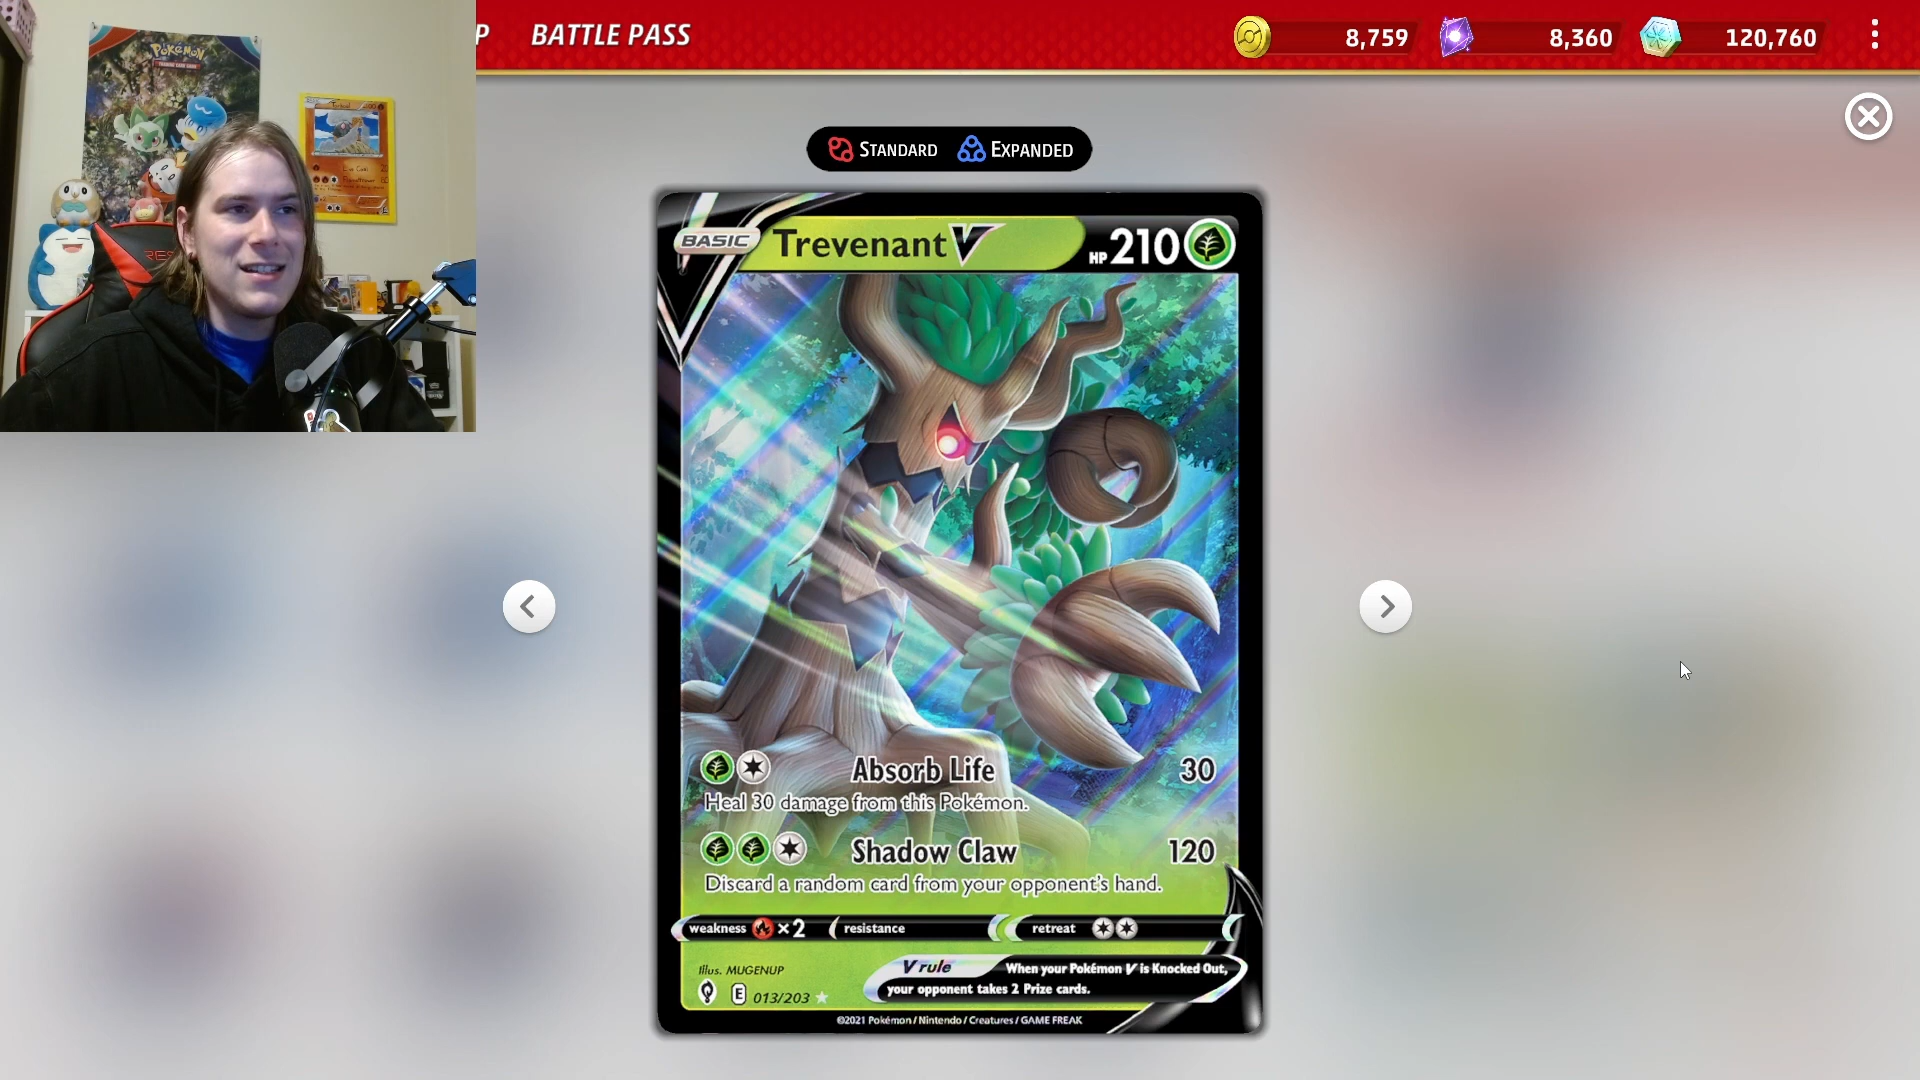 P BATTLE PASS 8,759 8,360 120,760
Pokémon
STANDARD EXPANDED
BASIC Trevenant V HP 210
Absorb Life 30
Heal 30 damage from this Pokémon.
Shadow Claw 120
Discard a random card from your opponent's hand.
weakness ×2 resistance retreat
Illus. MUGENUP
V rule When your Pokémon V is Knocked Out,
your opponent takes 2 Prize cards.
E 013/203
©2021 Pokémon / Nintendo / Creatures / GAME FREAK